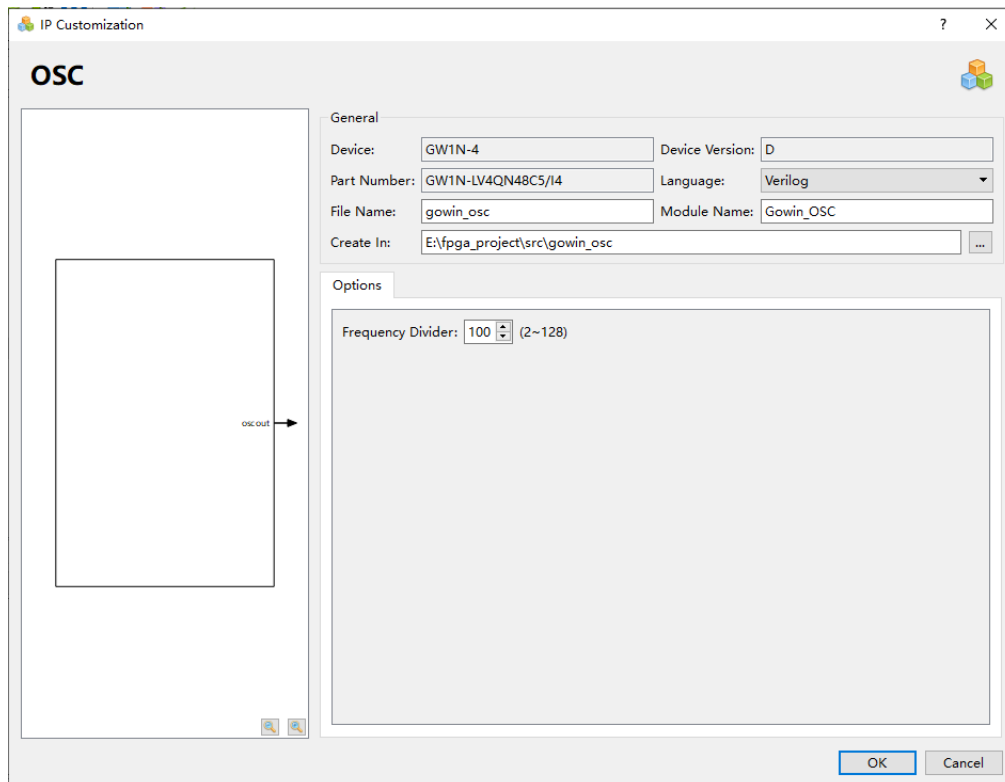 IP Customization
OSC
General
Device: GW1N-4 Device Version: D
Part Number: GW1N-LV4QN48C5/I4 Language: Verilog
File Name: gowin_osc Module Name: Gowin_OSC
Create In: E:\fpga_project\src\gowin_osc ...
Options
Frequency Divider: 100 (2~128)
oscout
OK Cancel